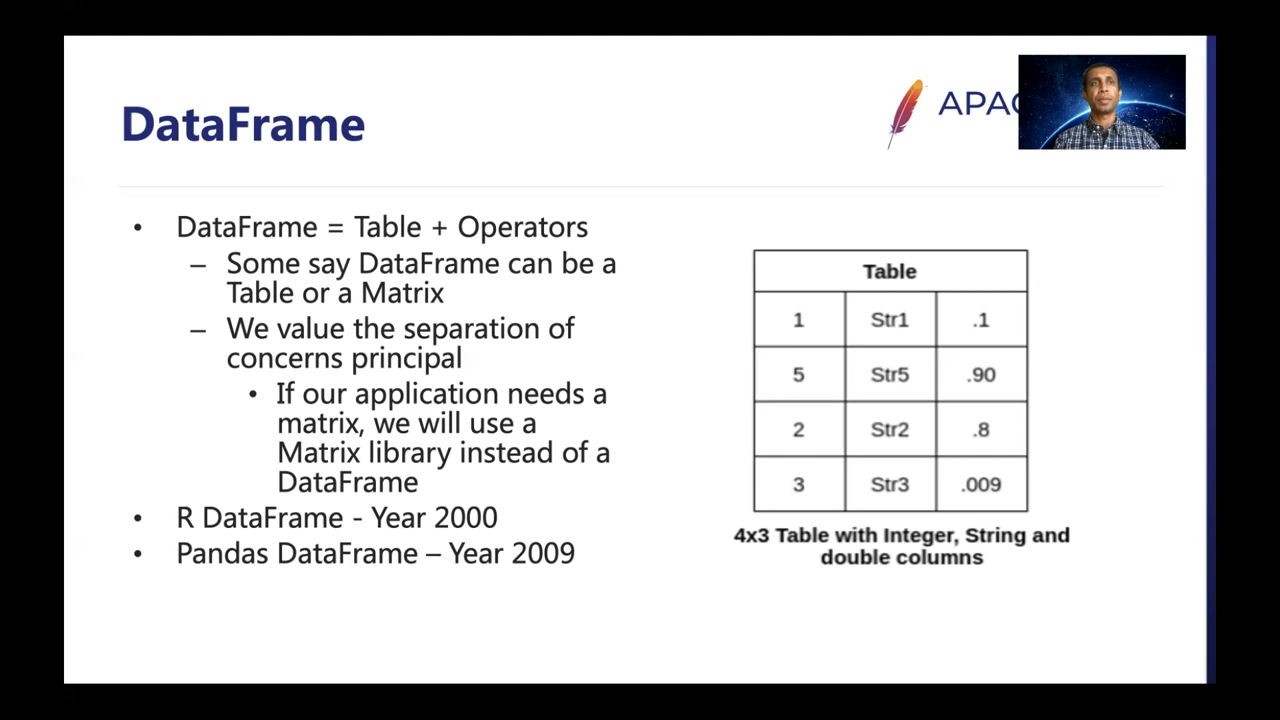 DataFrame
APAC
• DataFrame = Table + Operators
– Some say DataFrame can be a
Table or a Matrix
– We value the separation of
concerns principal
• If our application needs a
matrix, we will use a
Matrix library instead of a
DataFrame
• R DataFrame - Year 2000
• Pandas DataFrame – Year 2009
Table
1 Str1 .1
5 Str5 .90
2 Str2 .8
3 Str3 .009
4x3 Table with Integer, String and
double columns